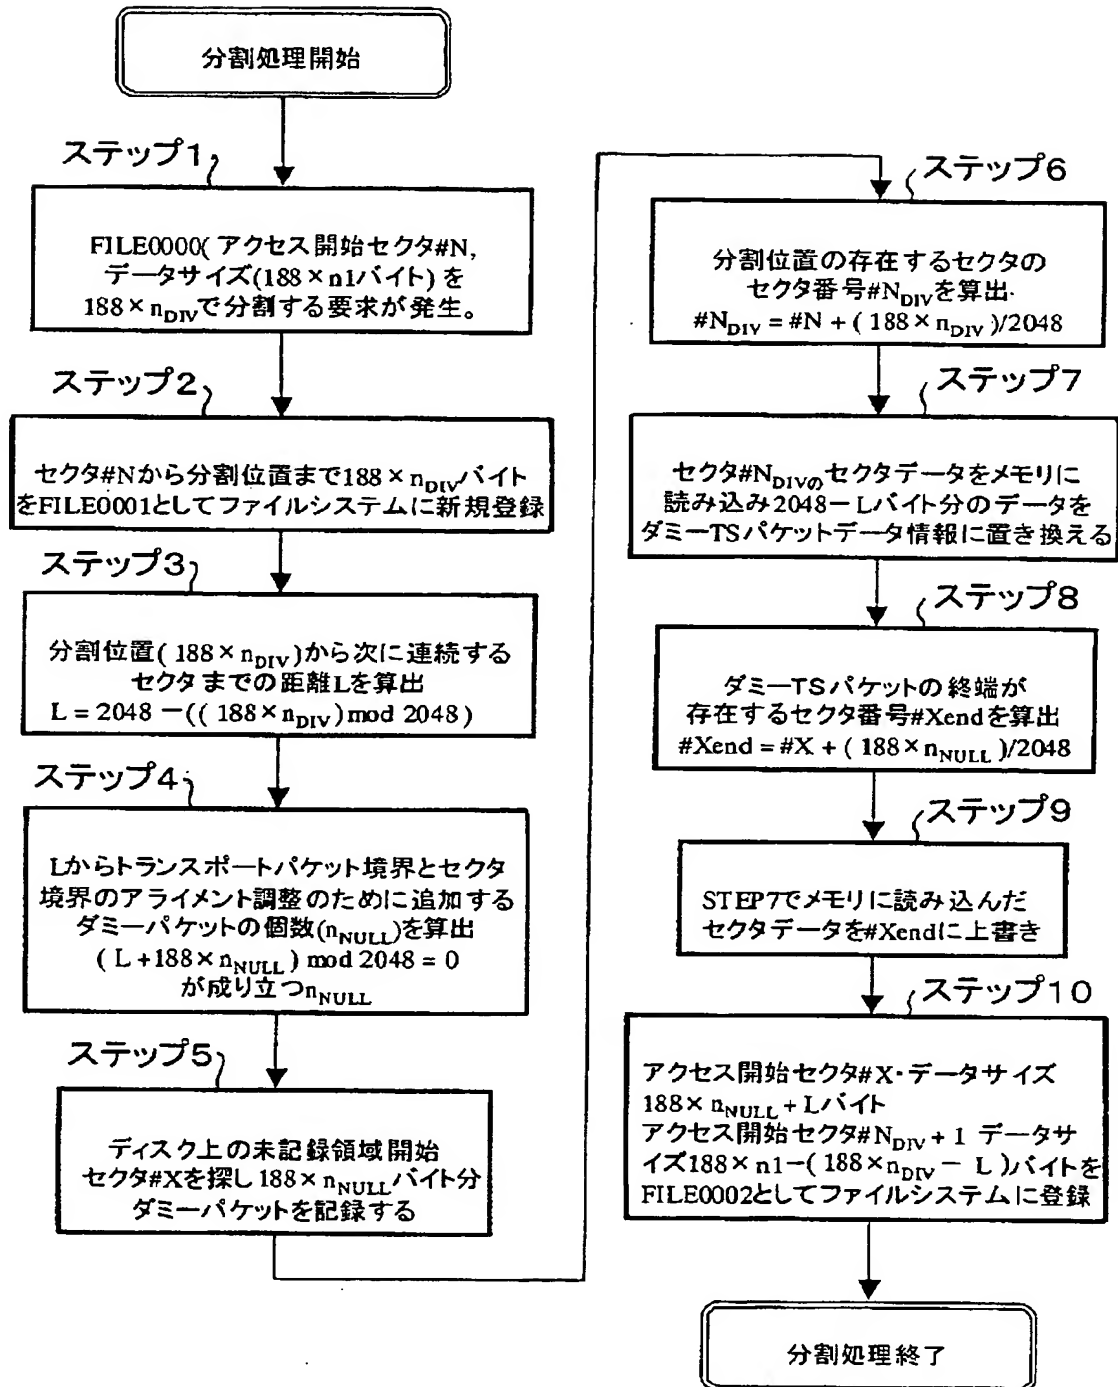 分割処理開始
ステップ1
FILE0000(アクセス開始セクタ#N,
データサイズ(188×n1バイト)を
188×nDIVで分割する要求が発生。
ステップ2
セクタ#Nから分割位置まで188×nDIVバイト
をFILE0001としてファイルシステムに新規登録
ステップ3
分割位置(188×nDIV)から次に連続する
セクタまでの距離Lを算出
L = 2048 −((188×nDIV)mod 2048)
ステップ4
Lからトランスポートパケット境界とセクタ
境界のアライメント調整のために追加する
ダミーパケットの個数(nNULL)を算出
(L+188×nNULL) mod 2048 = 0
が成り立つnNULL
ステップ5
ディスク上の未記録領域開始
セクタ#Xを探し188×nNULLバイト分
ダミーパケットを記録する
ステップ6
分割位置の存在するセクタの
セクタ番号#NDIVを算出
#NDIV = #N + (188×nDIV)/2048
ステップ7
セクタ#NDIVのセクタデータをメモリに
読み込み2048−Lバイト分のデータを
ダミーTSパケットデータ情報に置き換える
ステップ8
ダミーTSパケットの終端が
存在するセクタ番号#Xendを算出
#Xend = #X + (188×nNULL)/2048
ステップ9
STEP7でメモリに読み込んだ
セクタデータを#Xendに上書き
ステップ10
アクセス開始セクタ#X・データサイズ
188×nNULL+Lバイト
アクセス開始セクタ#NDIV+1 データサ
イズ188×n1−(188×nDIV − L)バイトを
FILE0002としてファイルシステムに登録
分割処理終了